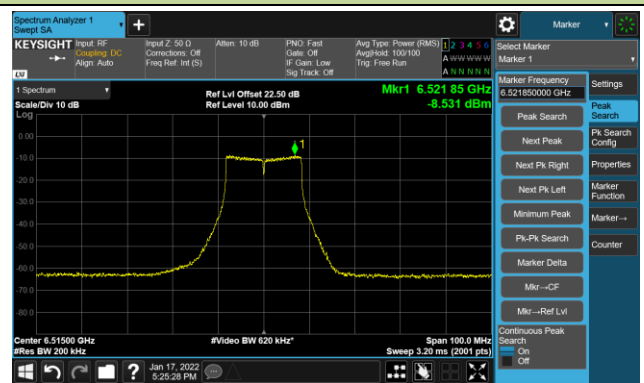 Spectrum Analyzer 1
Swept SA
+
Marker
KEYSIGHT Input: RF Input Z: 50 Ω Atten: 10 dB PNO: Fast Avg Type: Power (RMS) 1 2 3 4 5 6
Coupling: DC Corrections: Off Gate: Off Avg|Hold: 100/100 A W W W W W
Align: Auto Freq Ref: Int (S) IF Gain: Low Trig: Free Run
Sig Track: Off A N N N N N
LXI
Select Marker
Marker 1
1 Spectrum
Scale/Div 10 dB
Log
Ref Lvl Offset 22.50 dB
Ref Level 10.00 dBm
Mkr1 6.521 85 GHz
-8.531 dBm
0.00
-10.0
-20.0
-30.0
-40.0
-50.0
-60.0
-70.0
-80.0
1
Center 6.51500 GHz
#Res BW 200 kHz
#Video BW 620 kHz*
Span 100.0 MHz
Sweep 3.20 ms (2001 pts)
Marker Frequency
6.521850000 GHz
Peak Search
Next Peak
Next Pk Right
Next Pk Left
Minimum Peak
Pk-Pk Search
Marker Delta
Mkr→CF
Mkr→Ref Lvl
Continuous Peak
Search
On
Off
Settings
Peak
Search
Pk Search
Config
Properties
Marker
Function
Marker→
Counter
?
Jan 17, 2022
5:25:28 PM